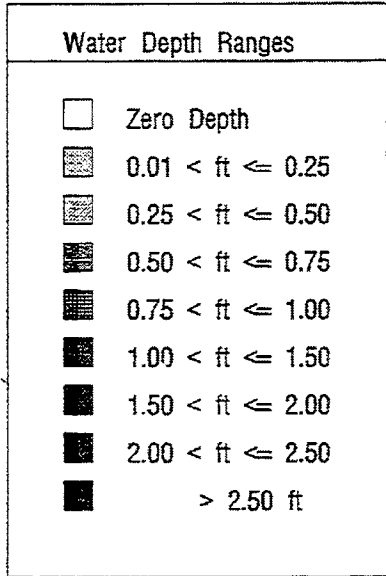 Water Depth Ranges
Zero Depth
0.01 < ft <= 0.25
0.25 < ft <= 0.50
0.50 < ft <= 0.75
0.75 < ft <= 1.00
1.00 < ft <= 1.50
1.50 < ft <= 2.00
2.00 < ft <= 2.50
> 2.50 ft